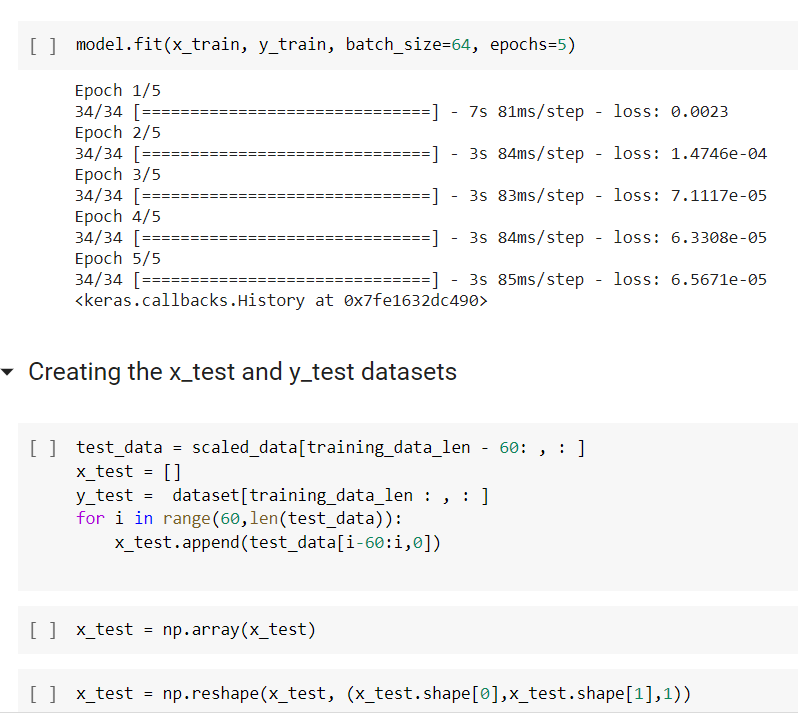 [ ] model.fit(x_train, y_train, batch_size=64, epochs=5)
Epoch 1/5
34/34 [==============================] - 7s 81ms/step - loss: 0.0023
Epoch 2/5
34/34 [==============================] - 3s 84ms/step - loss: 1.4746e-04
Epoch 3/5
34/34 [==============================] - 3s 83ms/step - loss: 7.1117e-05
Epoch 4/5
34/34 [==============================] - 3s 84ms/step - loss: 6.3308e-05
Epoch 5/5
34/34 [==============================] - 3s 85ms/step - loss: 6.5671e-05
<keras.callbacks.History at 0x7fe1632dc490>
Creating the x_test and y_test datasets
[ ] test_data = scaled_data[training_data_len - 60: , : ]
x_test = []
y_test =  dataset[training_data_len : , : ]
for i in range(60,len(test_data)):
    x_test.append(test_data[i-60:i,0])
[ ] x_test = np.array(x_test)
[ ] x_test = np.reshape(x_test, (x_test.shape[0],x_test.shape[1],1))